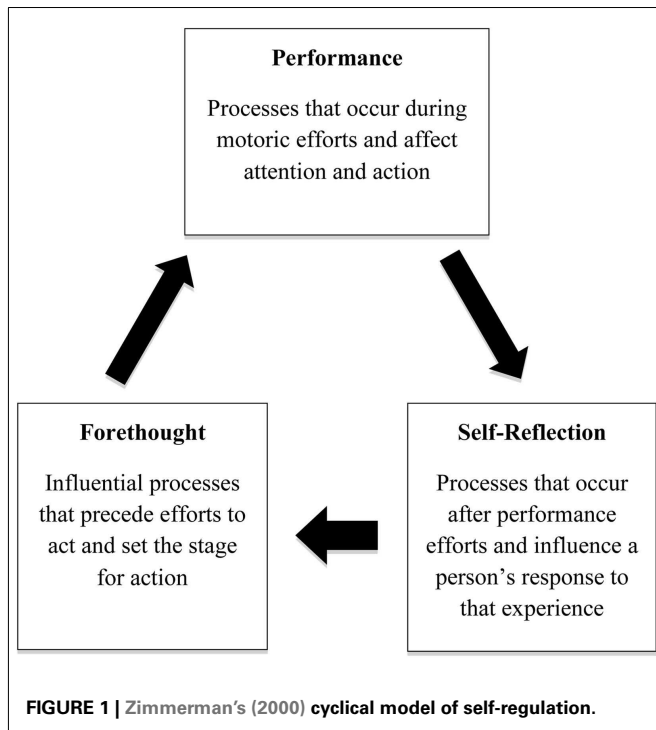 Performance
Processes that occur during
motoric efforts and affect
attention and action
Forethought
Influential processes
that precede efforts to
act and set the stage
for action
Self-Reflection
Processes that occur
after performance
efforts and influence a
person's response to
that experience
FIGURE 1 | Zimmerman's (2000) cyclical model of self-regulation.